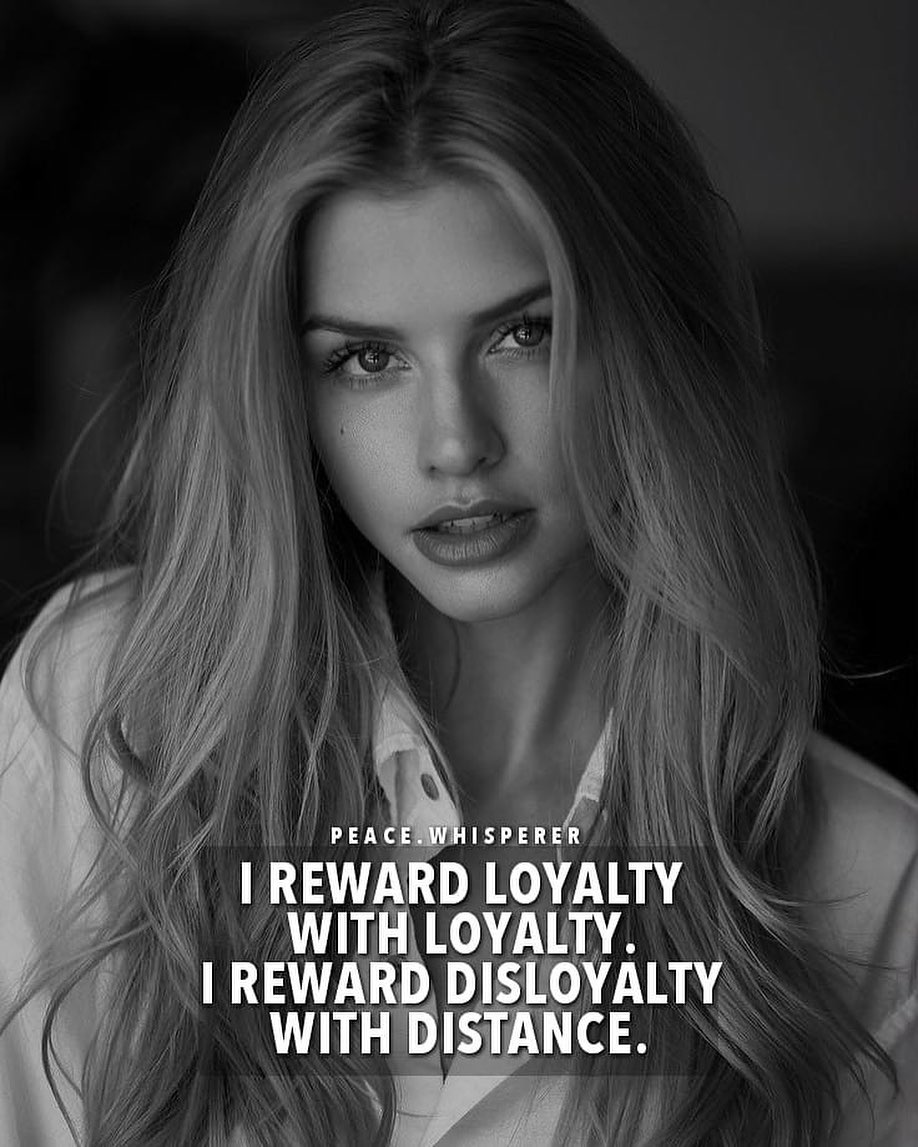 PEACE.WHISPERER
I REWARD LOYALTY
WITH LOYALTY.
I REWARD DISLOYALTY
WITH DISTANCE.